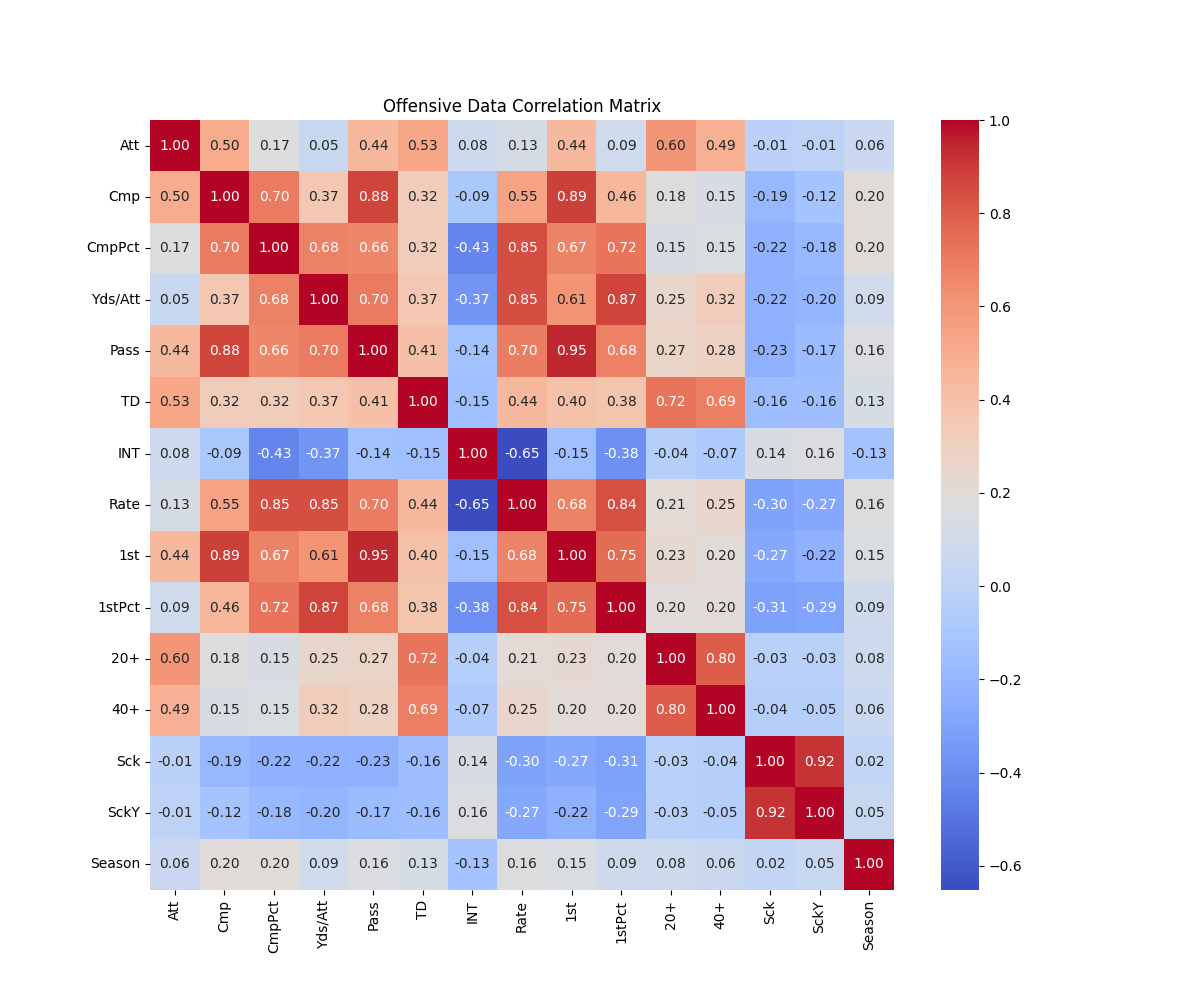 Offensive Data Correlation Matrix
Att 1.00 0.50 0.17 0.05 0.44 0.53 0.08 0.13 0.44 0.09 0.60 0.49 -0.01 -0.01 0.06
Cmp 0.50 1.00 0.70 0.37 0.88 0.32 -0.09 0.55 0.89 0.46 0.18 0.15 -0.19 -0.12 0.20
CmpPct 0.17 0.70 1.00 0.68 0.66 0.32 -0.43 0.85 0.67 0.72 0.15 0.15 -0.22 -0.18 0.20
Yds/Att 0.05 0.37 0.68 1.00 0.70 0.37 -0.37 0.85 0.61 0.87 0.25 0.32 -0.22 -0.20 0.09
Pass 0.44 0.88 0.66 0.70 1.00 0.41 -0.14 0.70 0.95 0.68 0.27 0.28 -0.23 -0.17 0.16
TD 0.53 0.32 0.32 0.37 0.41 1.00 -0.15 0.44 0.40 0.38 0.72 0.69 -0.16 -0.16 0.13
INT 0.08 -0.09 -0.43 -0.37 -0.14 -0.15 1.00 -0.65 -0.15 -0.38 -0.04 -0.07 0.14 0.16 -0.13
Rate 0.13 0.55 0.85 0.85 0.70 0.44 -0.65 1.00 0.68 0.84 0.21 0.25 -0.30 -0.27 0.16
1st 0.44 0.89 0.67 0.61 0.95 0.40 -0.15 0.68 1.00 0.75 0.23 0.20 -0.27 -0.22 0.15
1stPct 0.09 0.46 0.72 0.87 0.68 0.38 -0.38 0.84 0.75 1.00 0.20 0.20 -0.31 -0.29 0.09
20+ 0.60 0.18 0.15 0.25 0.27 0.72 -0.04 0.21 0.23 0.20 1.00 0.80 -0.03 -0.03 0.08
40+ 0.49 0.15 0.15 0.32 0.28 0.69 -0.07 0.25 0.20 0.20 0.80 1.00 -0.04 -0.05 0.06
Sck -0.01 -0.19 -0.22 -0.22 -0.23 -0.16 0.14 -0.30 -0.27 -0.31 -0.03 -0.04 1.00 0.92 0.02
SckY -0.01 -0.12 -0.18 -0.20 -0.17 -0.16 0.16 -0.27 -0.22 -0.29 -0.03 -0.05 0.92 1.00 0.05
Season 0.06 0.20 0.20 0.09 0.16 0.13 -0.13 0.16 0.15 0.09 0.08 0.06 0.02 0.05 1.00
Att Cmp CmpPct Yds/Att Pass TD INT Rate 1st 1stPct 20+ 40+ Sck SckY Season
1.0
0.8
0.6
0.4
0.2
0.0
−0.2
−0.4
−0.6